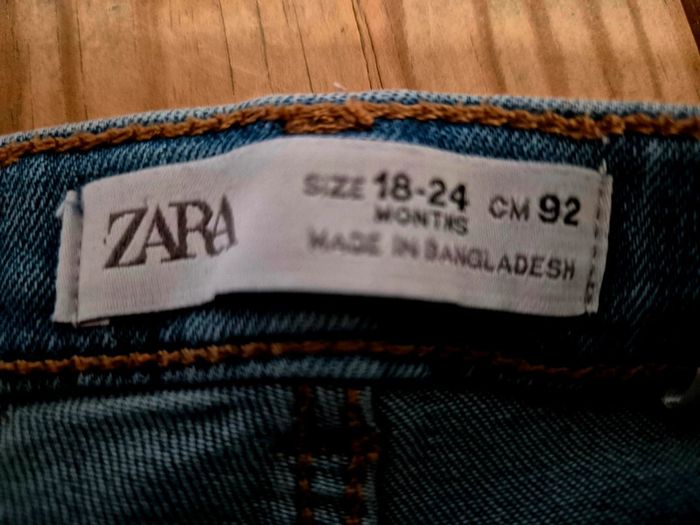 ZARA
SIZE 18-24 CM 92
MONTHS
MADE IN BANGLADESH